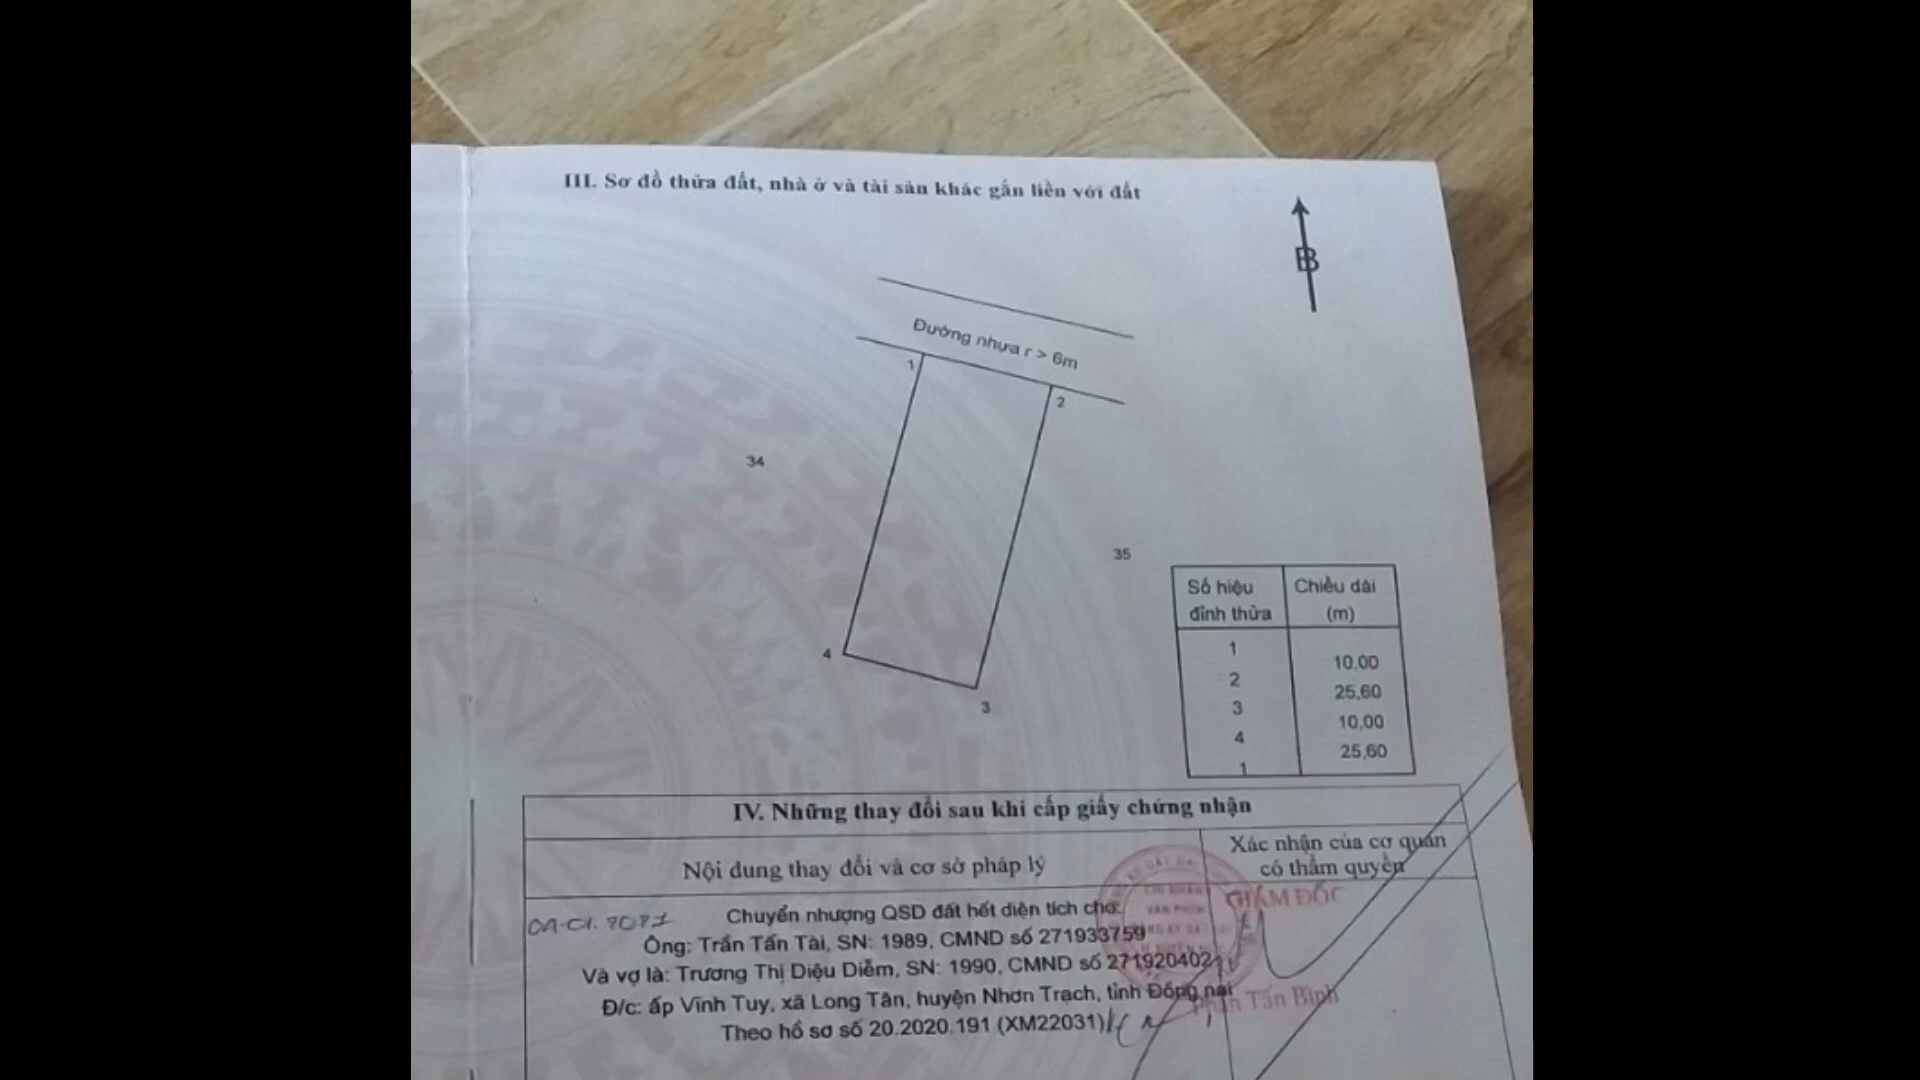 III. Sơ đồ thửa đất, nhà ở và tài sản khác gắn liền với đất
B
Đường nhựa r > 6m
1
2
34
35
4
3
Số hiệu đỉnh thửa
Chiều dài (m)
1
10,00
2
25,60
3
10,00
4
25,60
1
IV. Những thay đổi sau khi cấp giấy chứng nhận
Nội dung thay đổi và cơ sở pháp lý
Xác nhận của cơ quan
có thẩm quyền
GIÁM ĐỐC
Chuyển nhượng QSD đất hết diện tích cho:
Ông: Trần Tấn Tài, SN: 1989, CMND số 271933759
Và vợ là: Trương Thị Diệu Diễm, SN: 1990, CMND số 271920402
Đ/c: ấp Vĩnh Tuy, xã Long Tân, huyện Nhơn Trạch, tỉnh Đồng nai
Phan Tấn Bình
Theo hồ sơ số 20.2020.191 (XM22031)